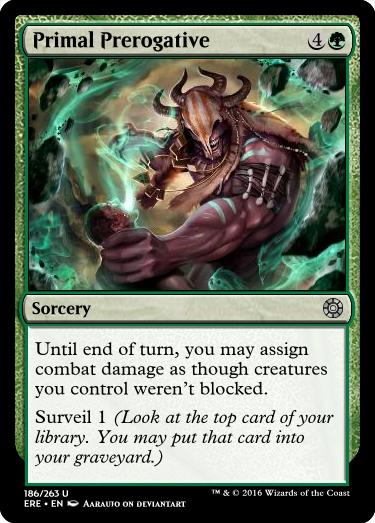 Primal Prerogative 4
Sorcery
Until end of turn, you may assign
combat damage as though creatures
you control weren't blocked.
Surveil 1 (Look at the top card of your
library. You may put that card into
your graveyard.)
186/263 U
ERE • EN Aaraujo on deviantart
™ & © 2016 Wizards of the Coast